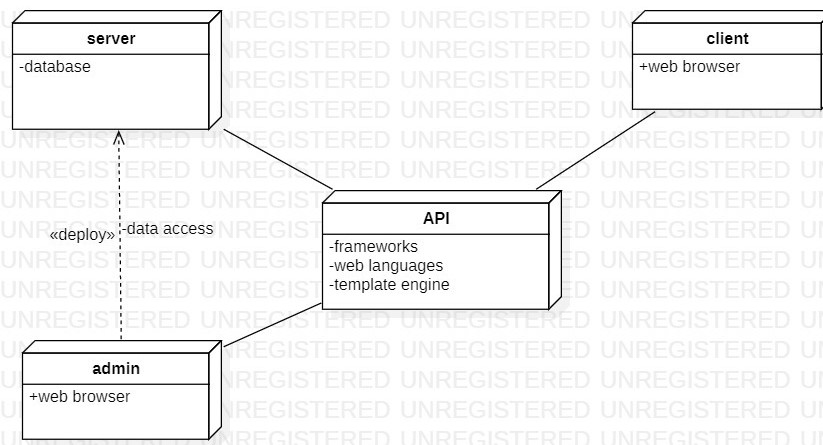 server
-database
client
+web browser
«deploy»
-data access
API
-frameworks
-web languages
-template engine
admin
+web browser
UNREGISTERED UNREGISTERED UNREGISTERED UNREGISTERED